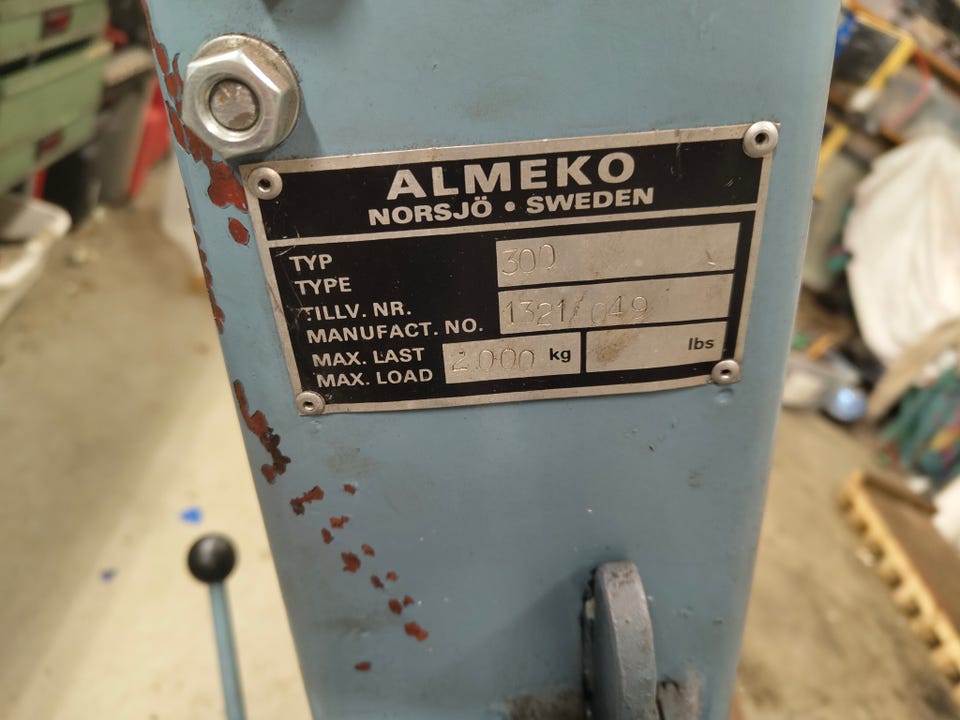 ALMEKO
NORSJÖ • SWEDEN
TYP
TYPE 300
TILLV. NR.
MANUFACT. NO. 1321/049
MAX. LAST
MAX. LOAD 2.000 kg lbs